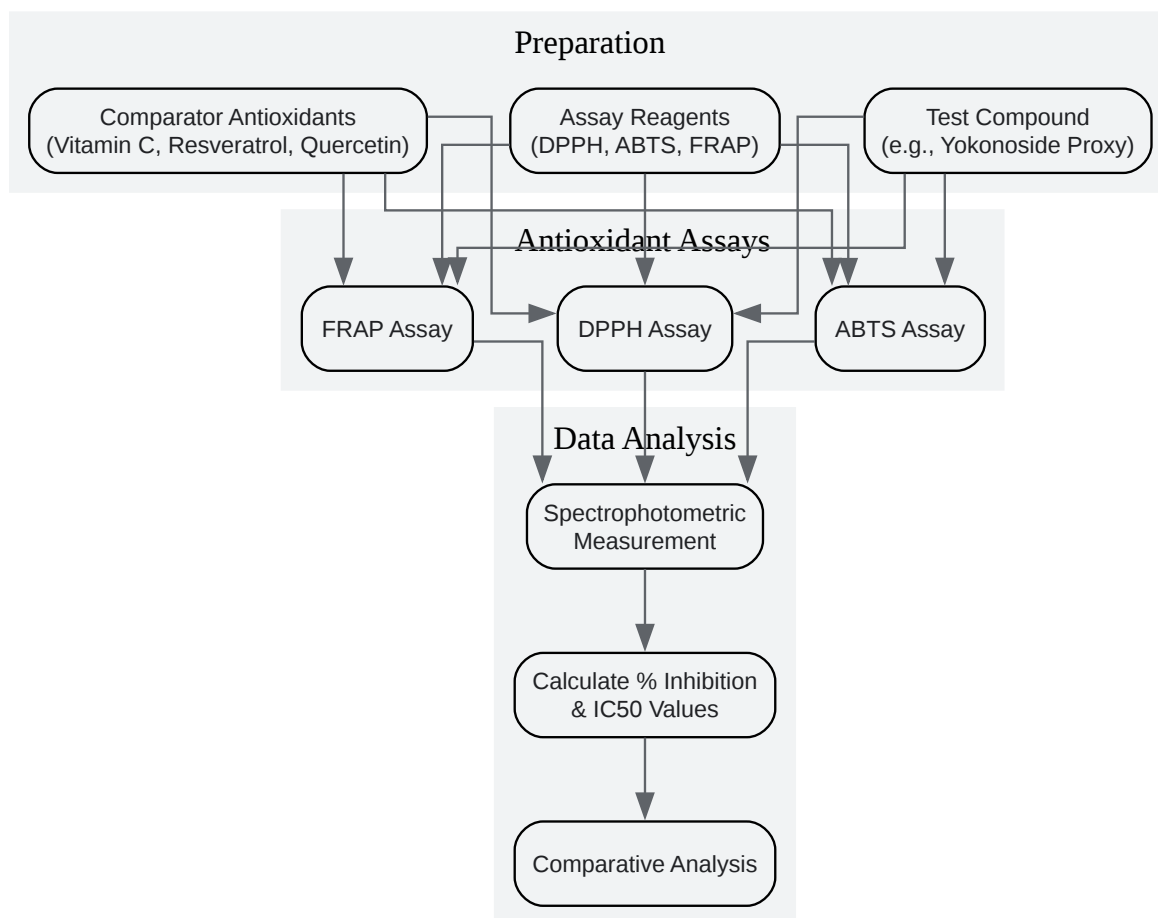 Preparation
Comparator Antioxidants
(Vitamin C, Resveratrol, Quercetin)
Assay Reagents
(DPPH, ABTS, FRAP)
Test Compound
(e.g., Yokonoside Proxy)
Antioxidant Assays
FRAP Assay
DPPH Assay
ABTS Assay
Data Analysis
Spectrophotometric
Measurement
Calculate % Inhibition
& IC50 Values
Comparative Analysis